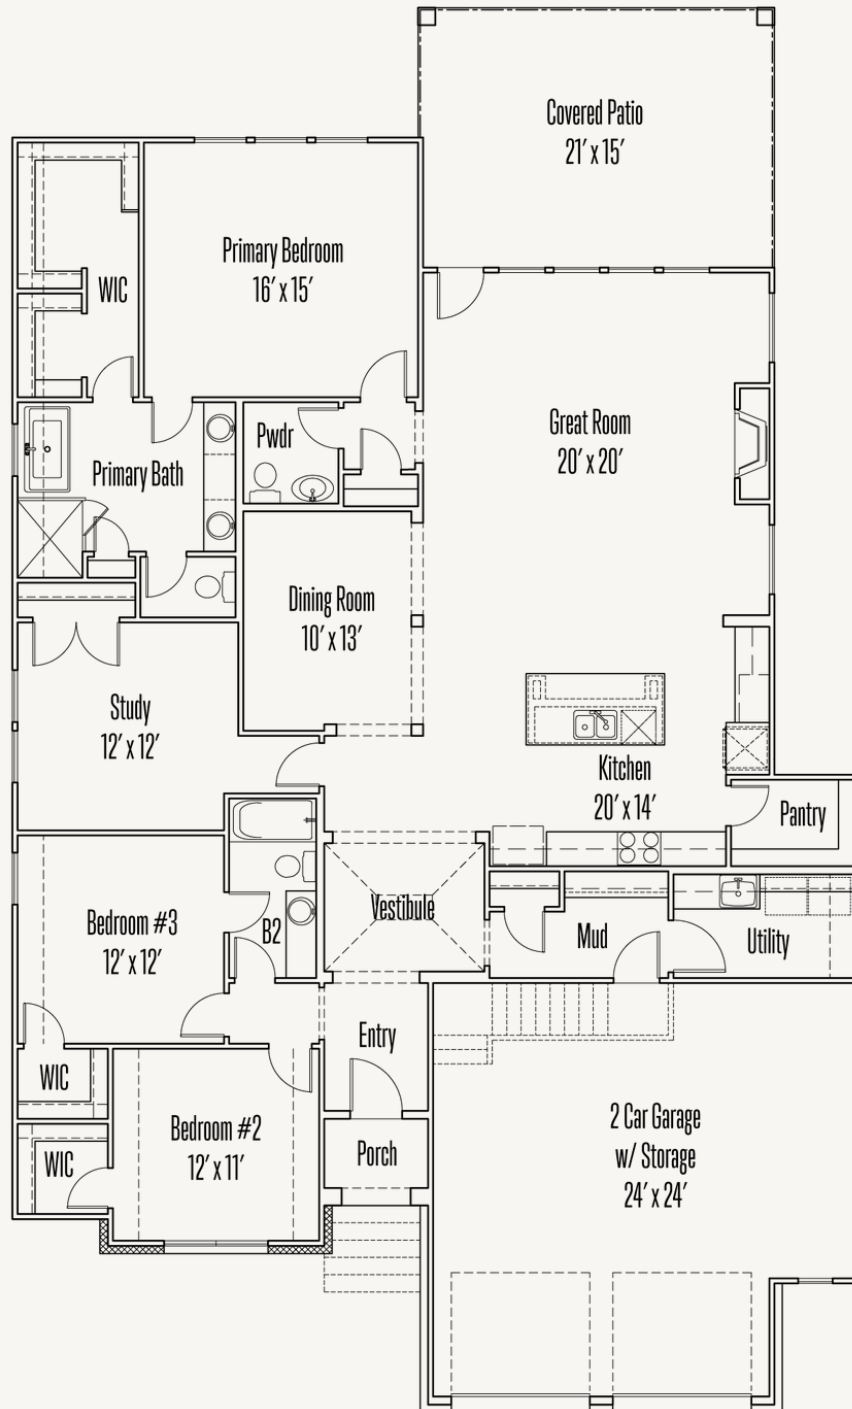 Covered Patio
21' x 15'
Primary Bedroom
16' x 15'
WIC
Great Room
20' x 20'
Pwdr
Primary Bath
Dining Room
10' x 13'
Study
12' x 12'
Kitchen
20' x 14'
Pantry
Vestibule
Bedroom #3
12' x 12'
B2
Mud
Utility
Entry
WIC
Bedroom #2
12' x 11'
WIC
Porch
2 Car Garage
w/ Storage
24' x 24'